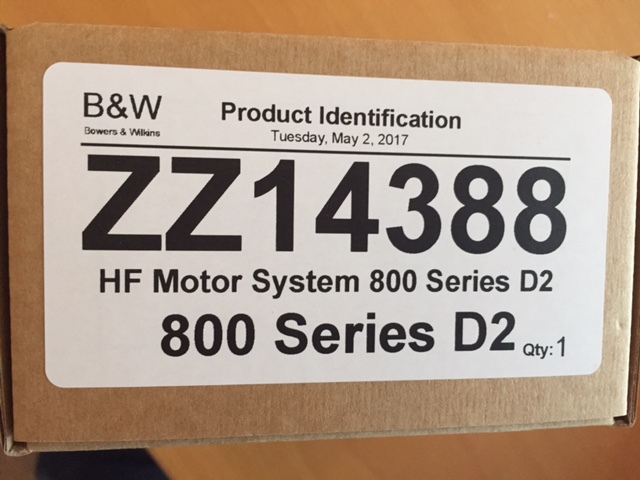 B&W
Bowers & Wilkins
Product Identification
Tuesday, May 2, 2017
ZZ14388
HF Motor System 800 Series D2
800 Series D2 Qty: 1